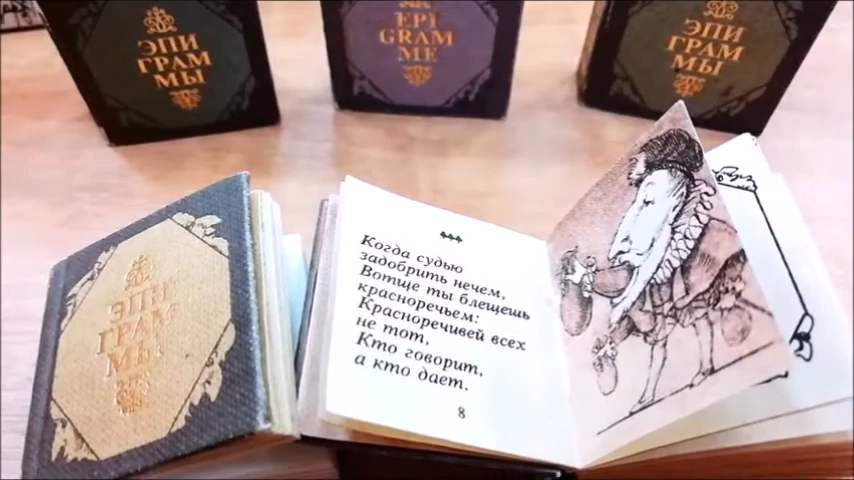 ЭПИ
ГРАМ
МЫ
EPI
GRAM
ME
ЭПИ
ГРАМ
МЫ
ЭПИ
ГРАМ
МЫ
Когда судью
задобрить нечем,
Вотще ты блещешь
красноречьем:
Красноречивей всех
не тот,
Кто говорит,
а кто дает.
8